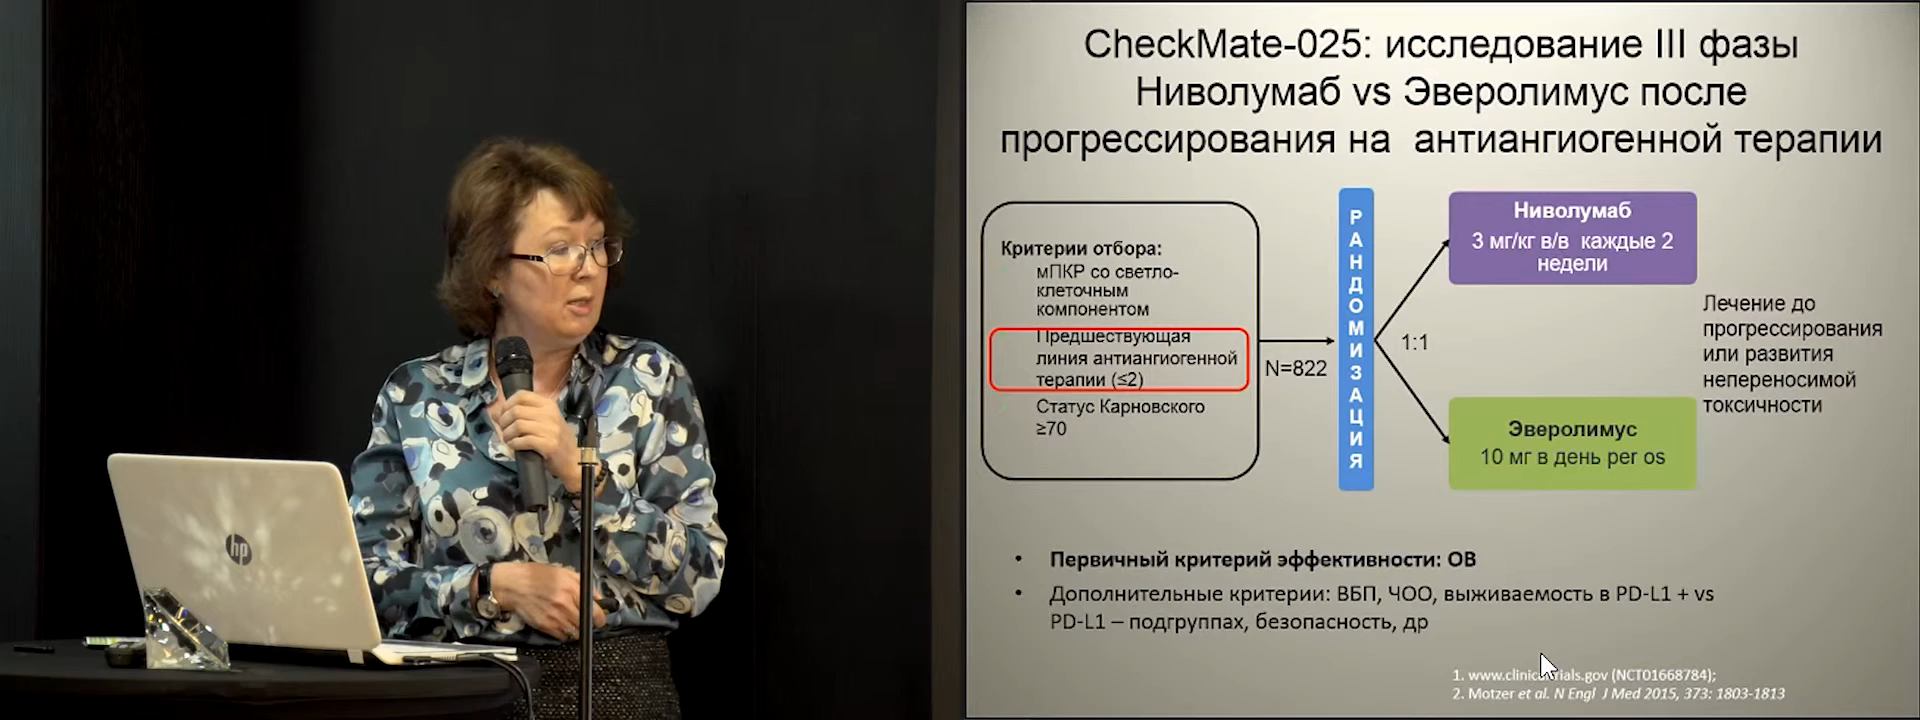 CheckMate-025: исследование III фазы
Ниволумаб vs Эверолимус после
прогрессирования на антиангиогенной терапии
Критерии отбора:
мПКР со светло-
клеточным
компонентом
Предшествующая
линия антиангиогенной
терапии (≤2)
Статус Карновского
≥70
N=822
РАНДОМИЗАЦИЯ
1:1
Ниволумаб
3 мг/кг в/в каждые 2
недели
Эверолимус
10 мг в день per os
Лечение до
прогрессирования
или развития
непереносимой
токсичности
• Первичный критерий эффективности: ОВ
• Дополнительные критерии: ВБП, ЧОО, выживаемость в PD-L1 + vs
PD-L1 – подгруппах, безопасность, др
1. (NCT01668784);
2. Motzer et al. N Engl J Med 2015, 373: 1803-1813
hp